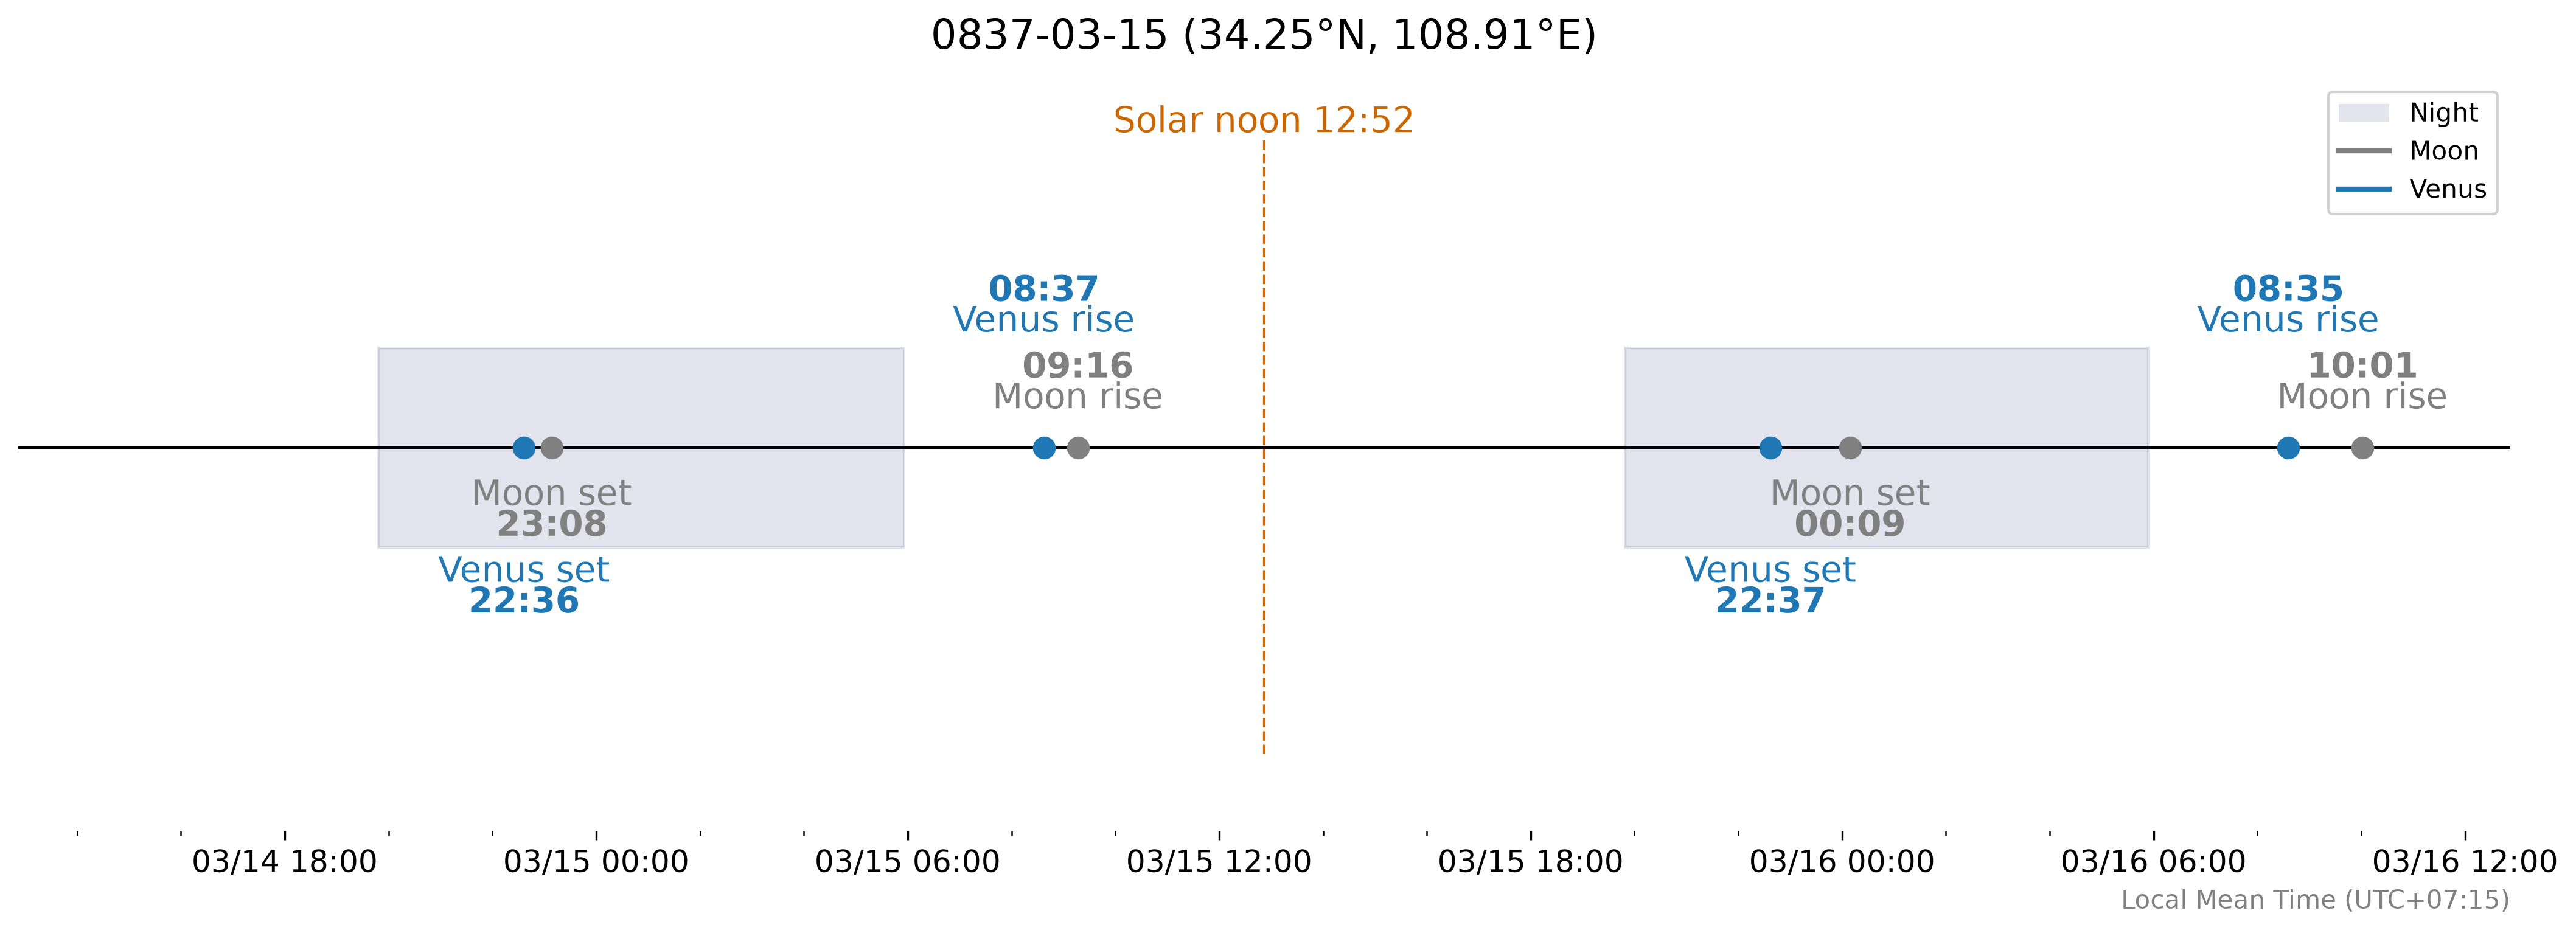 0837-03-15 (34.25°N, 108.91°E)
Solar noon 12:52
Night
Moon
Venus
08:37
Venus rise
09:16
Moon rise
08:35
Venus rise
10:01
Moon rise
Moon set
23:08
Venus set
22:36
Moon set
00:09
Venus set
22:37
03/14 18:00
03/15 00:00
03/15 06:00
03/15 12:00
03/15 18:00
03/16 00:00
03/16 06:00
03/16 12:00
Local Mean Time (UTC+07:15)